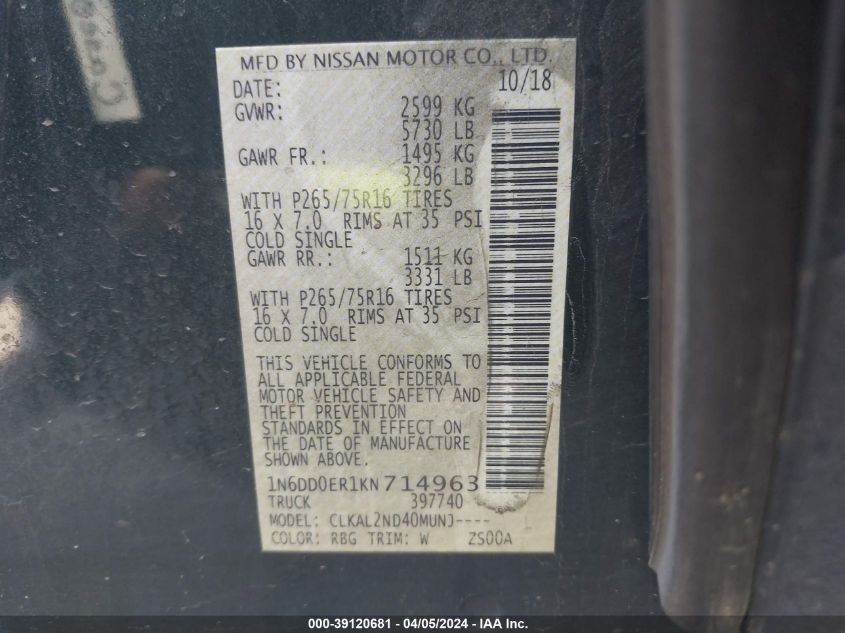 MFD BY NISSAN MOTOR CO., LTD.
DATE: 10/18
GVWR: 2599 KG
5730 LB
GAWR FR.: 1495 KG
3296 LB
WITH P265/75R16 TIRES
16 X 7.0 RIMS AT 35 PSI
COLD SINGLE
GAWR RR.: 1511 KG
3331 LB
WITH P265/75R16 TIRES
16 X 7.0 RIMS AT 35 PSI
COLD SINGLE
THIS VEHICLE CONFORMS TO
ALL APPLICABLE FEDERAL
MOTOR VEHICLE SAFETY AND
THEFT PREVENTION
STANDARDS IN EFFECT ON
THE DATE OF MANUFACTURE
SHOWN ABOVE.
1N6DD0ER1KN714963
TRUCK 397740
MODEL: CLKAL2ND40MUNJ----
COLOR: RBG TRIM: W ZS00A
000-39120681 - 04/05/2024 - IAA Inc.